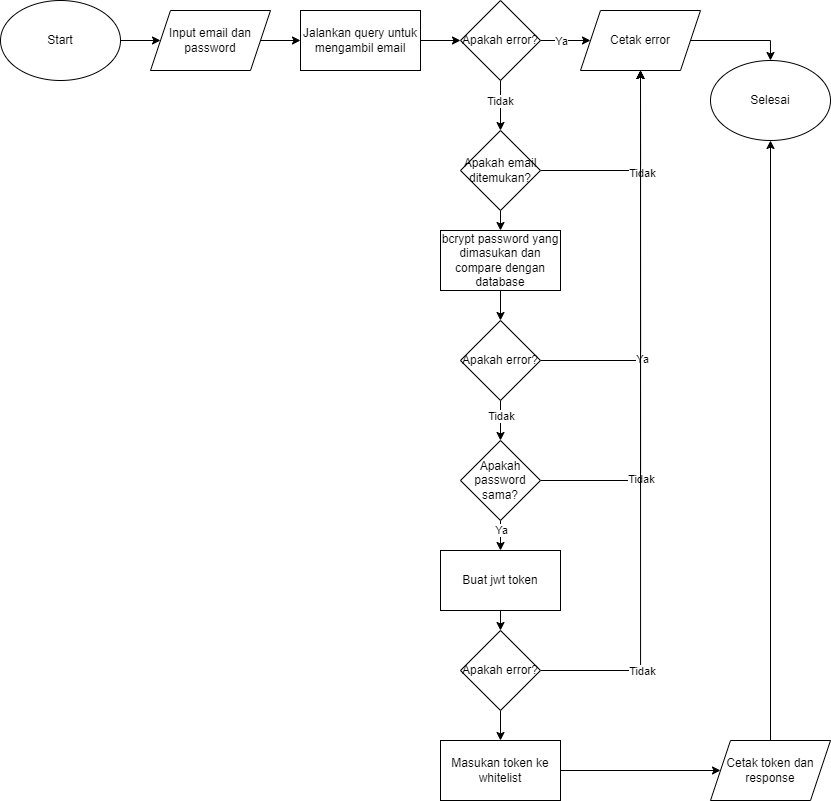 Start
Input email dan
password
Jalankan query untuk
mengambil email
Apakah error?
Ya
Cetak error
Selesai
Tidak
Apakah email
ditemukan?
Tidak
bcrypt password yang
dimasukan dan
compare dengan
database
Apakah error?
Ya
Tidak
Apakah
password
sama?
Tidak
Ya
Buat jwt token
Apakah error?
Tidak
Masukan token ke
whitelist
Cetak token dan
response